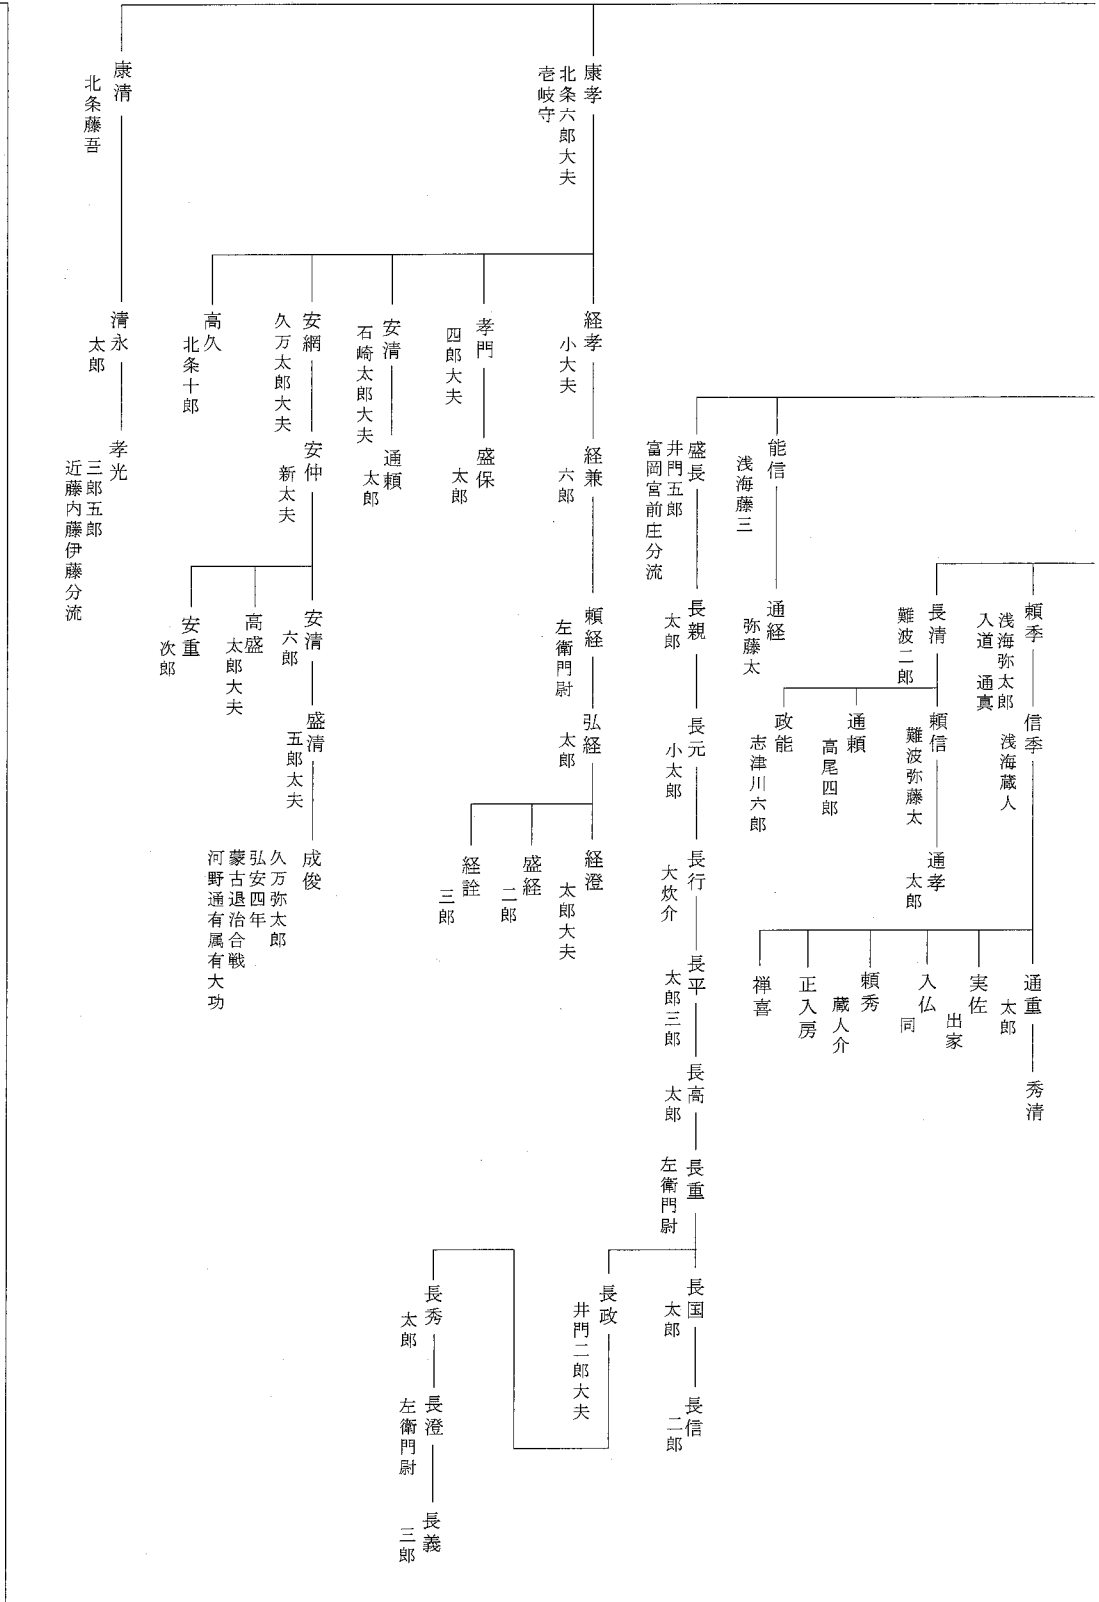 頼季
浅海弥太郎
入道 通真
信季
浅海蔵人
通重
太郎
秀清
実佐
出家
入仏
同
頼秀
蔵人介
正入房
禅喜
長清
難波二郎
頼信
難波弥藤太
通孝
太郎
通頼
高尾四郎
政能
志津川六郎
能信
浅海藤三
通経
弥藤太
盛長
井門五郎
富岡宮前庄分流
長親
太郎
長元
小太郎
長行
大炊介
長平
太郎三郎
長高
太郎
長重
左衛門尉
長国
太郎
長信
二郎
長政
井門二郎大夫
長秀
太郎
長澄
左衛門尉
長義
三郎
康孝
北条六郎大夫
壱岐守
経孝
小大夫
経兼
六郎
頼経
左衛門尉
弘経
太郎
経澄
太郎大夫
盛経
二郎
経詮
三郎
孝門
四郎大夫
盛保
太郎
安清
石崎太郎大夫
通頼
太郎
安網
久万太郎大夫
安仲
新太夫
安清
六郎
盛清
五郎太夫
成俊
久万弥太郎
弘安四年
蒙古退治合戦
河野通有属有大功
高盛
太郎大夫
安重
次郎
高久
北条十郎
康清
北条藤吾
清永
太郎
孝光
三郎五郎
近藤内藤伊藤分流